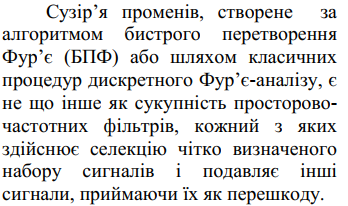 Сузір’я променів, створене за
алгоритмом бистрого перетворення
Фур’є (БПФ) або шляхом класичних
процедур дискретного Фур’є-аналізу, є
не що інше як сукупність просторово-
частотних фільтрів, кожний з яких
здійснює селекцію чітко визначеного
набору сигналів і подавляє інші
сигнали, приймаючи їх як перешкоду.